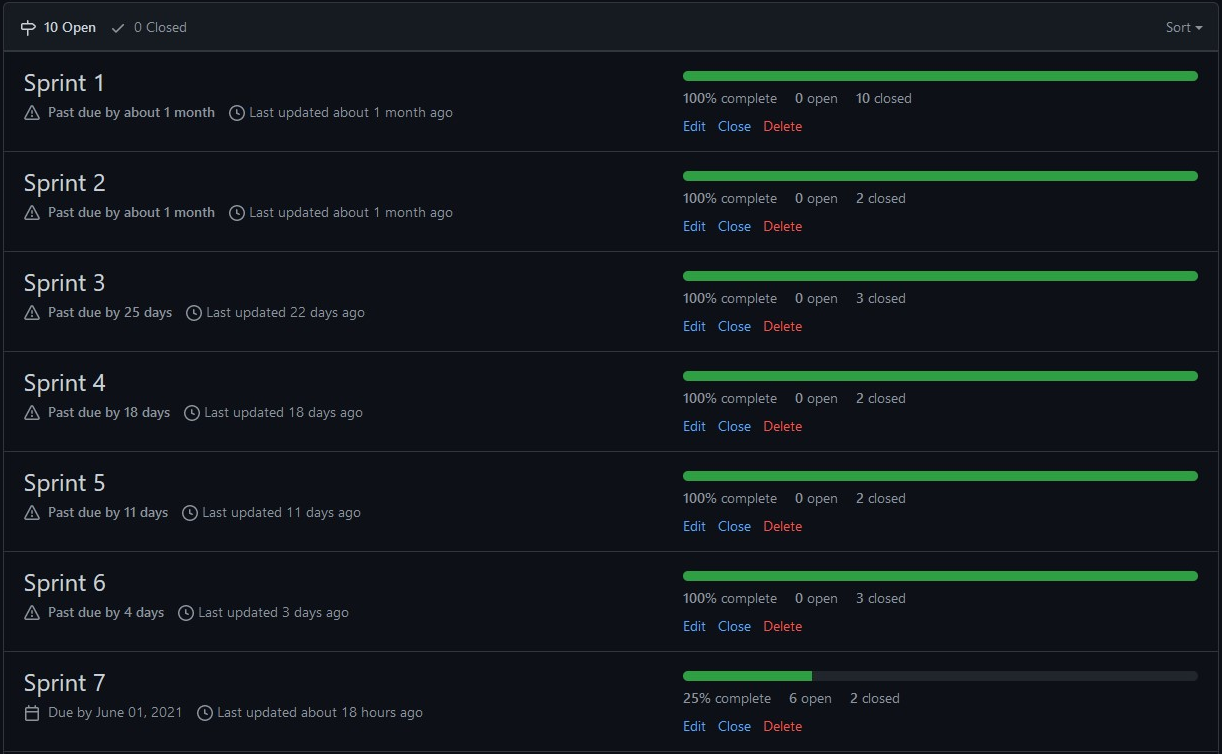 10 Open 0 Closed Sort
Sprint 1
Past due by about 1 month Last updated about 1 month ago
100% complete 0 open 10 closed
Edit Close Delete
Sprint 2
Past due by about 1 month Last updated about 1 month ago
100% complete 0 open 2 closed
Edit Close Delete
Sprint 3
Past due by 25 days Last updated 22 days ago
100% complete 0 open 3 closed
Edit Close Delete
Sprint 4
Past due by 18 days Last updated 18 days ago
100% complete 0 open 2 closed
Edit Close Delete
Sprint 5
Past due by 11 days Last updated 11 days ago
100% complete 0 open 2 closed
Edit Close Delete
Sprint 6
Past due by 4 days Last updated 3 days ago
100% complete 0 open 3 closed
Edit Close Delete
Sprint 7
Due by June 01, 2021 Last updated about 18 hours ago
25% complete 6 open 2 closed
Edit Close Delete